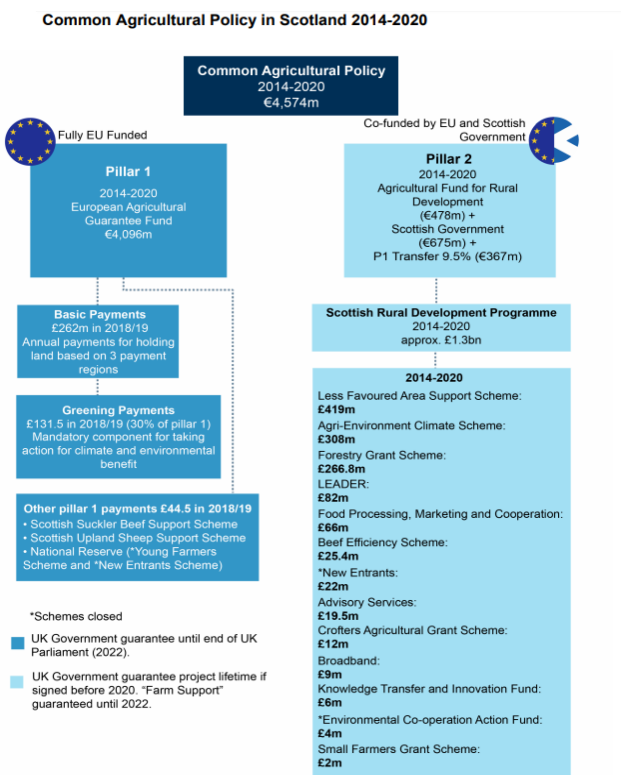 Common Agricultural Policy in Scotland 2014-2020
Common Agricultural Policy
2014-2020
€4,574m
Fully EU Funded
Pillar 1
2014-2020
European Agricultural
Guarantee Fund
€4,096m
Basic Payments
£262m in 2018/19
Annual payments for holding
land based on 3 payment
regions
Greening Payments
£131.5 in 2018/19 (30% of pillar 1)
Mandatory component for taking
action for climate and environmental
benefit
Other pillar 1 payments £44.5 in 2018/19
• Scottish Suckler Beef Support Scheme
• Scottish Upland Sheep Support Scheme
• National Reserve (*Young Farmers
Scheme and *New Entrants Scheme)
*Schemes closed
UK Government guarantee until end of UK
Parliament (2022).
UK Government guarantee project lifetime if
signed before 2020. “Farm Support”
guaranteed until 2022.
Co-funded by EU and Scottish
Government
Pillar 2
2014-2020
Agricultural Fund for Rural
Development
(€478m) +
Scottish Government
(€675m) +
P1 Transfer 9.5% (€367m)
Scottish Rural Development Programme
2014-2020
approx. £1.3bn
2014-2020
Less Favoured Area Support Scheme:
£419m
Agri-Environment Climate Scheme:
£308m
Forestry Grant Scheme:
£266.8m
LEADER:
£82m
Food Processing, Marketing and Cooperation:
£66m
Beef Efficiency Scheme:
£25.4m
*New Entrants:
£22m
Advisory Services:
£19.5m
Crofters Agricultural Grant Scheme:
£12m
Broadband:
£9m
Knowledge Transfer and Innovation Fund:
£6m
*Environmental Co-operation Action Fund:
£4m
Small Farmers Grant Scheme:
£2m